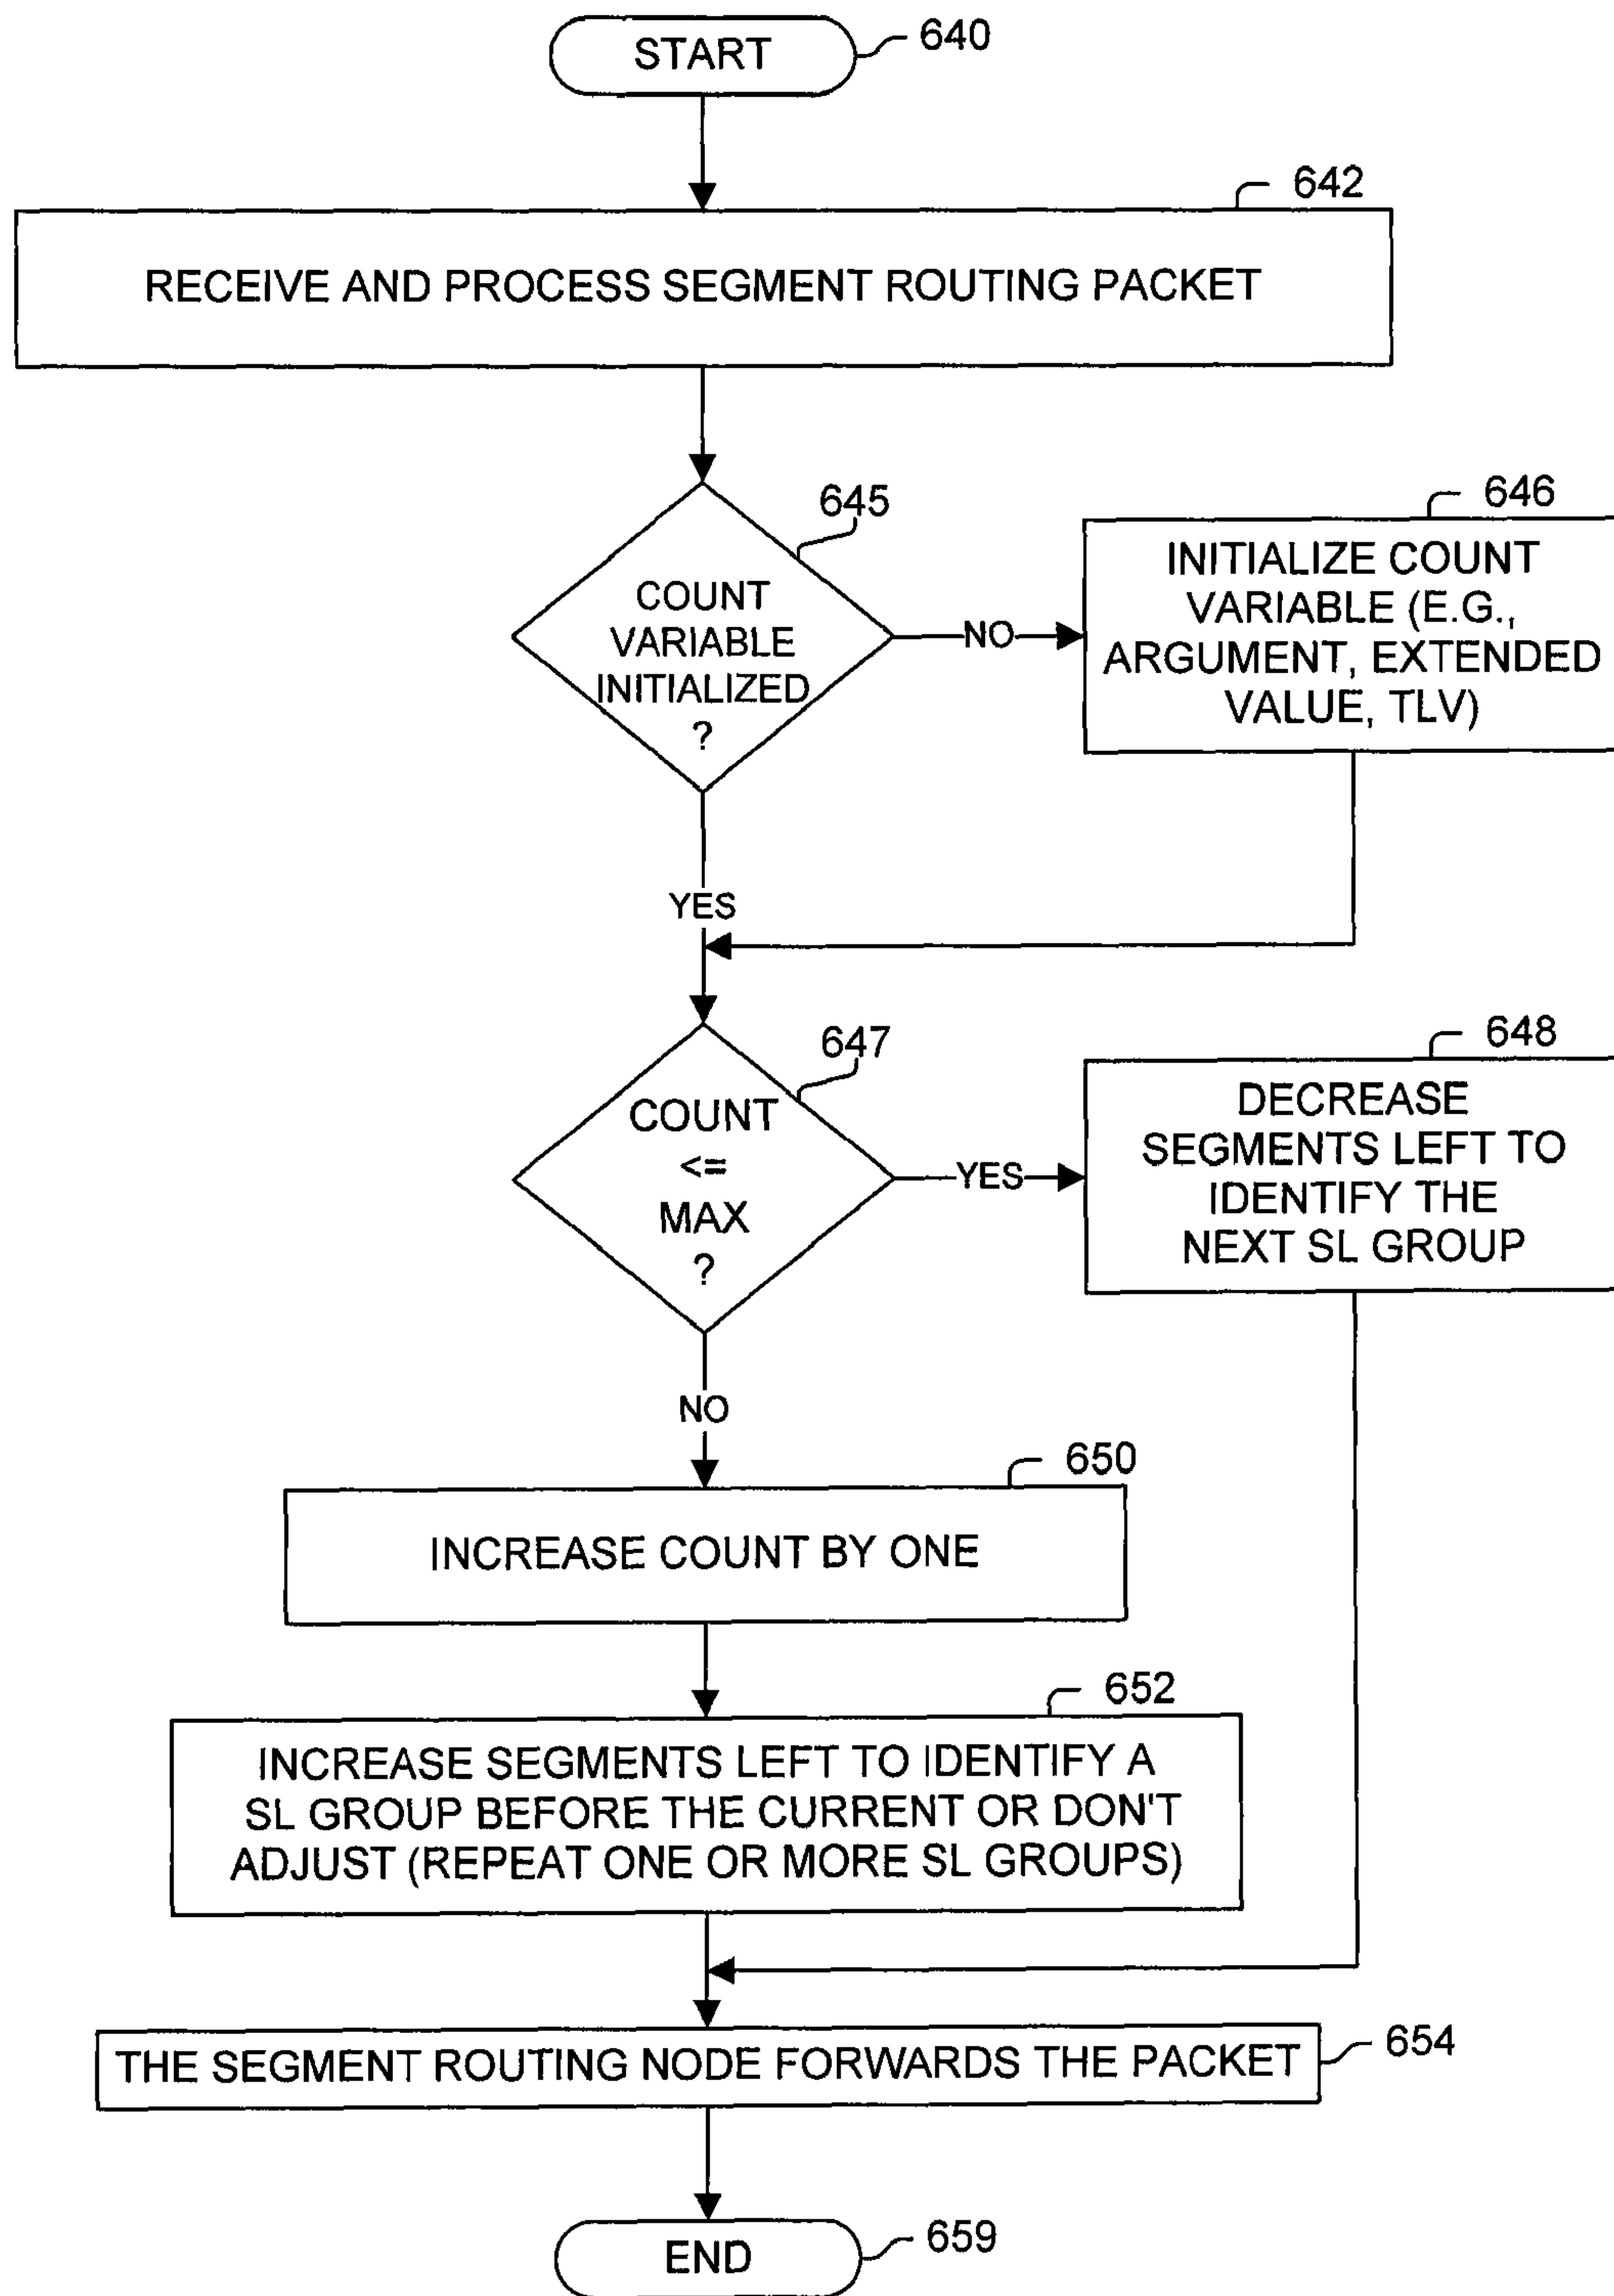 START
640
642
RECEIVE AND PROCESS SEGMENT ROUTING PACKET
645
COUNT
VARIABLE
INITIALIZED
?
NO
646
INITIALIZE COUNT
VARIABLE (E.G.,
ARGUMENT, EXTENDED
VALUE, TLV)
YES
647
COUNT
<=
MAX
?
YES
648
DECREASE
SEGMENTS LEFT TO
IDENTIFY THE
NEXT SL GROUP
NO
650
INCREASE COUNT BY ONE
652
INCREASE SEGMENTS LEFT TO IDENTIFY A
SL GROUP BEFORE THE CURRENT OR DON'T
ADJUST (REPEAT ONE OR MORE SL GROUPS)
THE SEGMENT ROUTING NODE FORWARDS THE PACKET
654
END
659